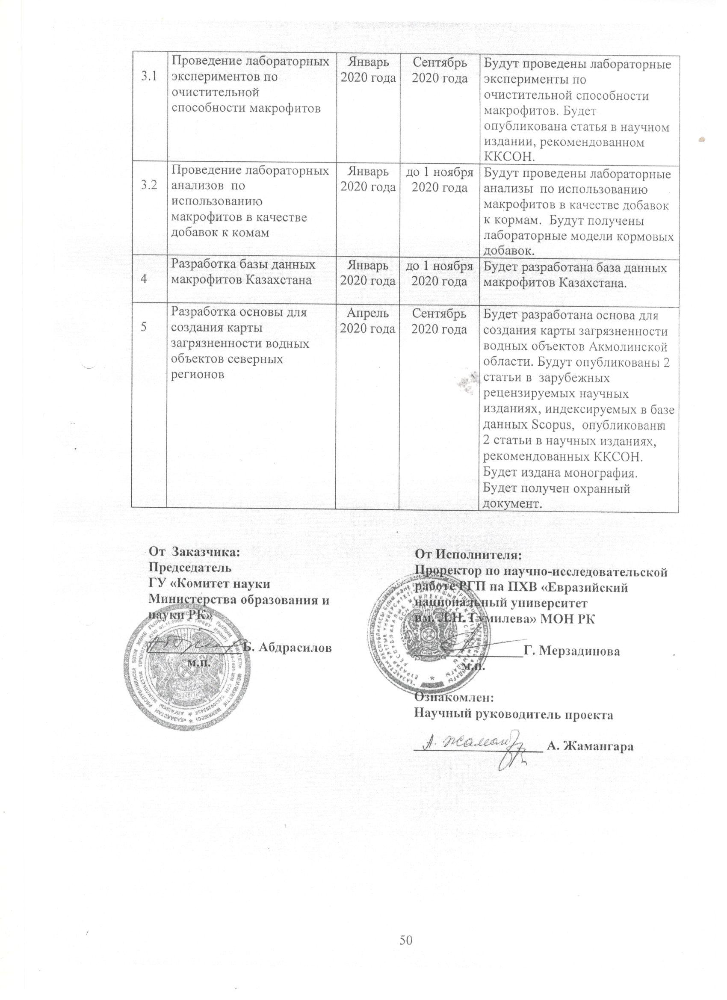 3.1
Проведение лабораторных
экспериментов по
очистительной
способности макрофитов
Январь
2020 года
Сентябрь
2020 года
Будут проведены лабораторные
эксперименты по
очистительной способности
макрофитов. Будет
опубликована статья в научном
издании, рекомендованном
ККСОН.
3.2
Проведение лабораторных
анализов по
использованию
макрофитов в качестве
добавок к комам
Январь
2020 года
до 1 ноября
2020 года
Будут проведены лабораторные
анализы по использованию
макрофитов в качестве добавок
к кормам. Будут получены
лабораторные модели кормовых
добавок.
4
Разработка базы данных
макрофитов Казахстана
Январь
2020 года
до 1 ноября
2020 года
Будет разработана база данных
макрофитов Казахстана.
5
Разработка основы для
создания карты
загрязненности водных
объектов северных
регионов
Апрель
2020 года
Сентябрь
2020 года
Будет разработана основа для
создания карты загрязненности
водных объектов Акмолинской
области. Будут опубликованы 2
статьи в зарубежных
рецензируемых научных
изданиях, индексируемых в базе
данных Scopus, опубликованы
2 статьи в научных изданиях,
рекомендованных ККСОН.
Будет издана монография.
Будет получен охранный
документ.
От Заказчика:
Председатель
ГУ «Комитет науки
Министерства образования и
науки РК»
Б. Абдрасилов
м.п.
От Исполнителя:
Проректор по научно-исследовательской
работе РГП на ПХВ «Евразийский
национальный университет
им. Л.Н. Гумилева» МОН РК
Г. Мерзадинова
м.п.
Ознакомлен:
Научный руководитель проекта
А. Жамангара
50